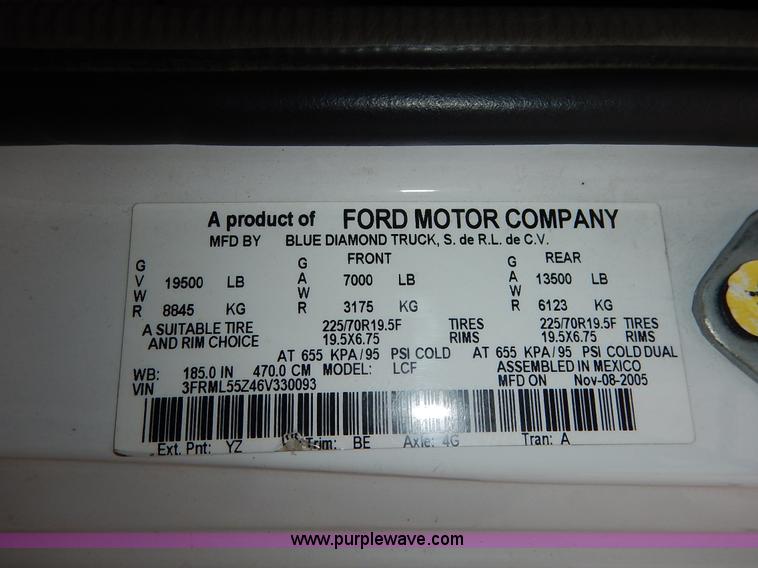 A product of FORD MOTOR COMPANY
MFD BY BLUE DIAMOND TRUCK, S. de R.L. de C.V.
GVWR 19500 LB 8845 KG
FRONT GAWR 7000 LB 3175 KG
REAR GAWR 13500 LB 6123 KG
A SUITABLE TIRE 225/70R19.5F TIRES 225/70R19.5F TIRES
AND RIM CHOICE 19.5X6.75 RIMS 19.5X6.75 RIMS
AT 655 KPA/95 PSI COLD AT 655 KPA/95 PSI COLD DUAL
WB: 185.0 IN 470.0 CM MODEL: LCF ASSEMBLED IN MEXICO
VIN 3FRML55Z46V330093 MFD ON Nov-08-2005
Ext. Pnt: YZ Trim: BE Axle: 4G Tran: A
www.purplewave.com